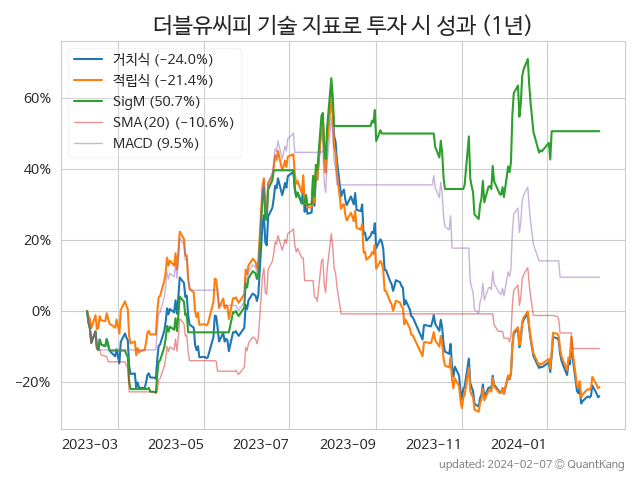 더블유씨피 기술 지표로 투자 시 성과 (1년)
거치식 (−24.0%)
적립식 (−21.4%)
SigM (50.7%)
SMA(20) (−10.6%)
MACD (9.5%)
60%
40%
20%
0%
−20%
2023-03 2023-05 2023-07 2023-09 2023-11 2024-01
updated: 2024-02-07 © QuantKang